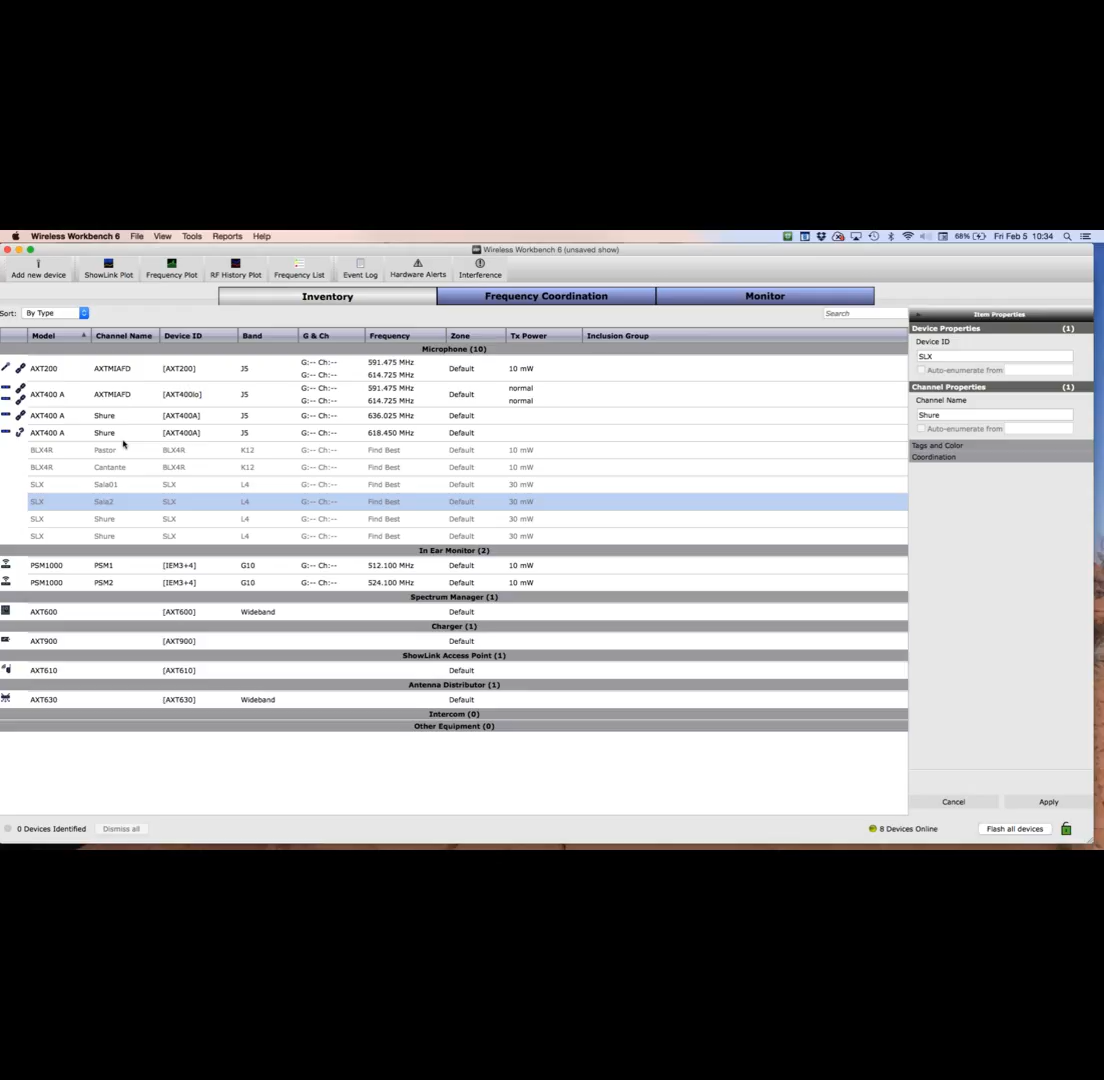 Wireless Workbench 6 File View Tools Reports Help 68% Fri Feb 5 10:34
Wireless Workbench 6 (unsaved show)
Add new device ShowLink Plot Frequency Plot RF History Plot Frequency List Event Log Hardware Alerts Interference
Inventory Frequency Coordination Monitor
Sort: By Type Search
Model Channel Name Device ID Band G & Ch Frequency Zone Tx Power Inclusion Group
Microphone (10)
G:-- Ch:-- 591.475 MHz
AXT200 AXTMIAFD [AXT200] J5 Default 10 mW
G:-- Ch:-- 614.725 MHz
G:-- Ch:-- 591.475 MHz normal
AXT400 A AXTMIAFD [AXT400lo] J5 Default
G:-- Ch:-- 614.725 MHz normal
AXT400 A Shure [AXT400A] J5 G:-- Ch:-- 636.025 MHz Default
AXT400 A Shure [AXT400A] J5 G:-- Ch:-- 618.450 MHz Default
BLX4R Pastor BLX4R K12 G:-- Ch:-- Find Best Default 10 mW
BLX4R Cantante BLX4R K12 G:-- Ch:-- Find Best Default 10 mW
SLX Sala01 SLX L4 G:-- Ch:-- Find Best Default 30 mW
SLX Sala2 SLX L4 G:-- Ch:-- Find Best Default 30 mW
SLX Shure SLX L4 G:-- Ch:-- Find Best Default 30 mW
SLX Shure SLX L4 G:-- Ch:-- Find Best Default 30 mW
In Ear Monitor (2)
PSM1000 PSM1 [IEM3+4] G10 G:-- Ch:-- 512.100 MHz Default 10 mW
PSM1000 PSM2 [IEM3+4] G10 G:-- Ch:-- 524.100 MHz Default 10 mW
Spectrum Manager (1)
AXT600 [AXT600] Wideband Default
Charger (1)
AXT900 [AXT900] Default
ShowLink Access Point (1)
AXT610 [AXT610] Default
Antenna Distributor (1)
AXT630 [AXT630] Wideband Default
Intercom (0)
Other Equipment (0)
Item Properties
Device Properties (1)
Device ID
SLX
Auto-enumerate from
Channel Properties (1)
Channel Name
Shure
Auto-enumerate from
Tags and Color
Coordination
Cancel Apply
0 Devices Identified Dismiss all 8 Devices Online Flash all devices